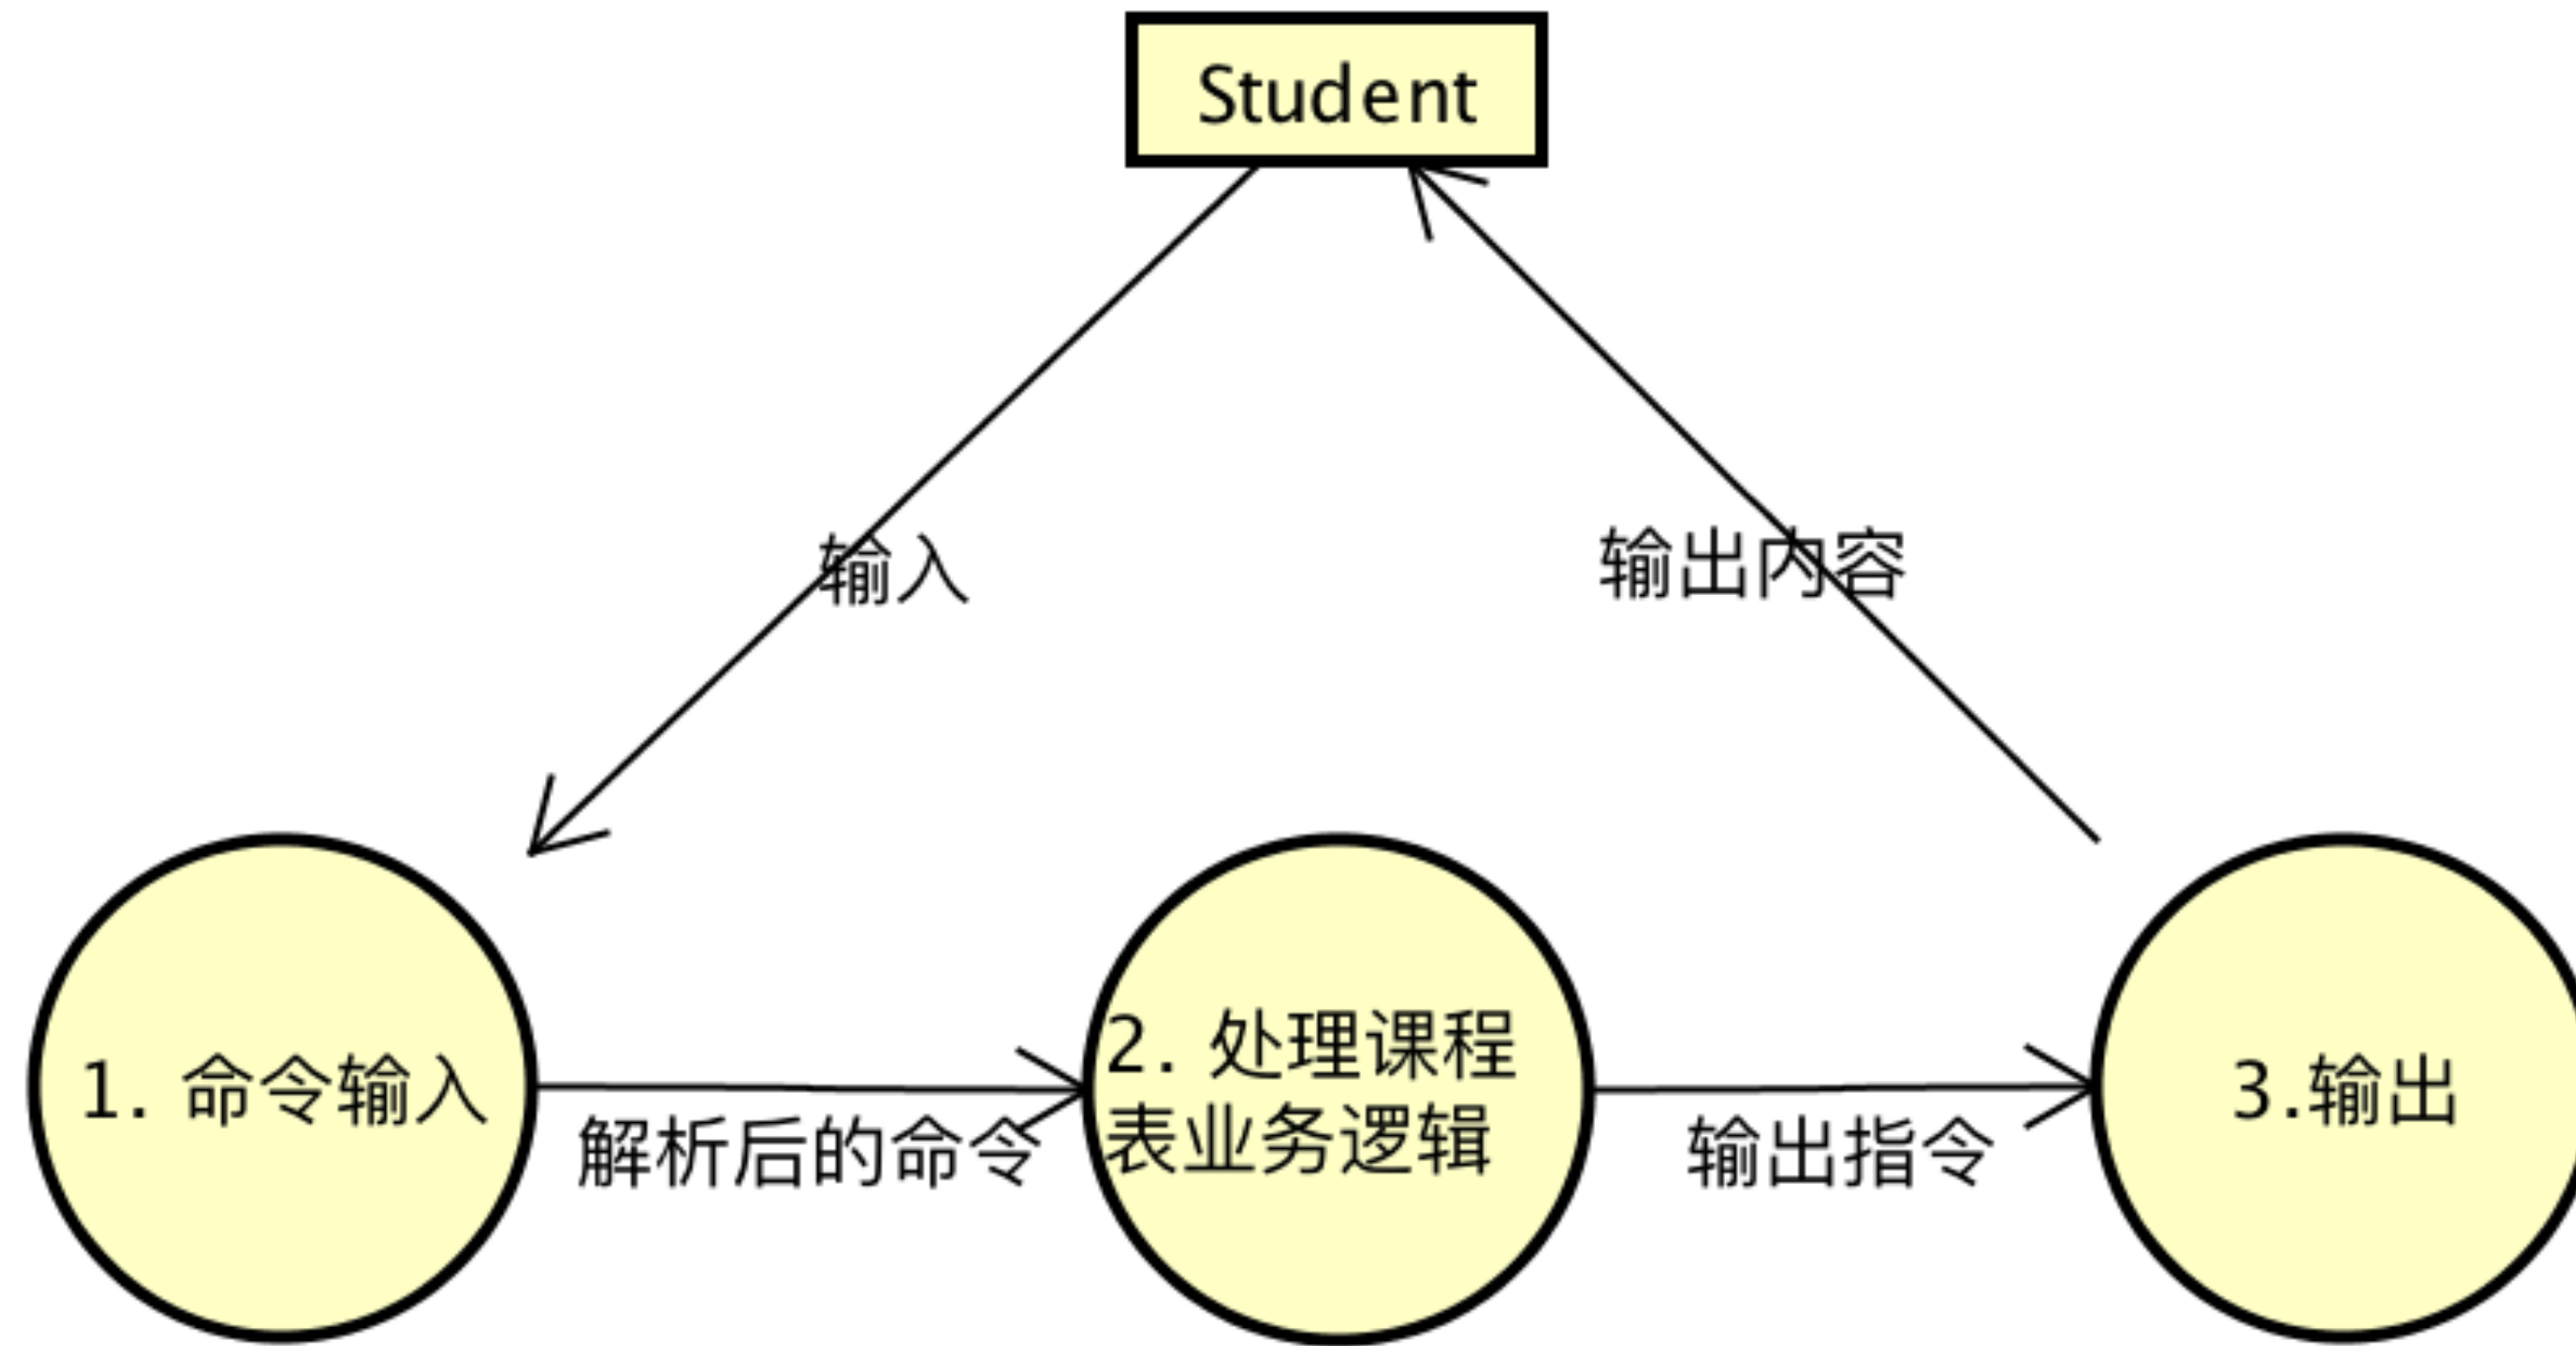 Student
输入
输出内容
1. 命令输入
解析后的命令
2. 处理课程
表业务逻辑
输出指令
3.输出